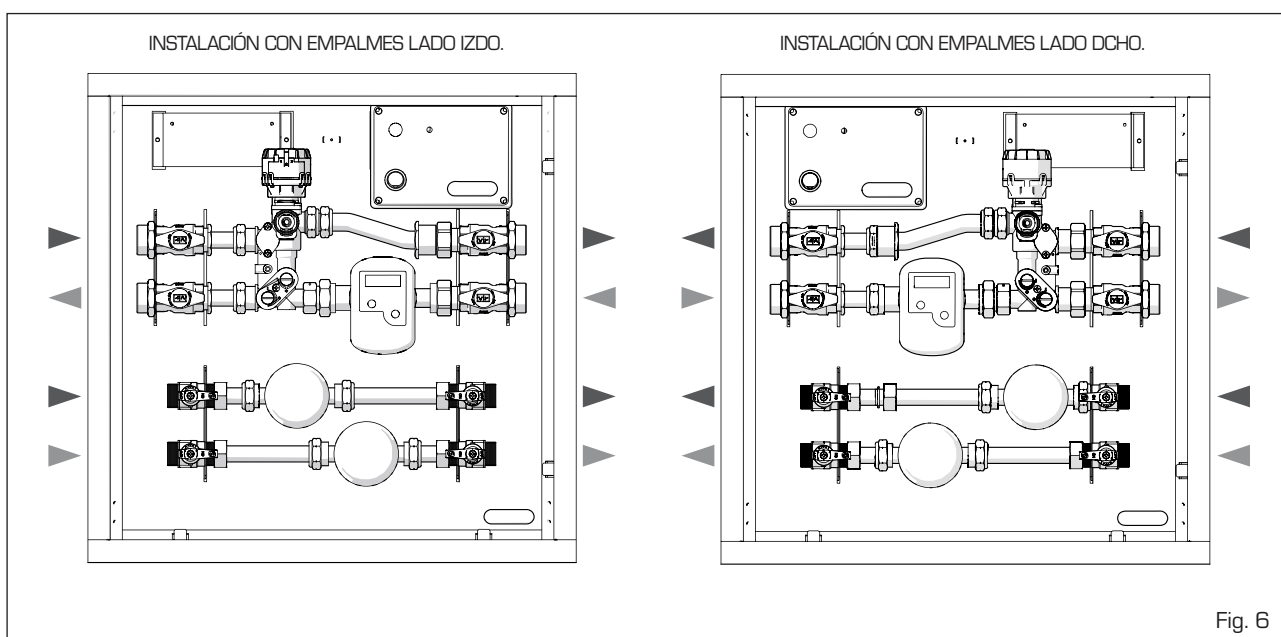 INSTALACIÓN CON EMPALMES LADO IZDO.
INSTALACIÓN CON EMPALMES LADO DCHO.
Fig. 6